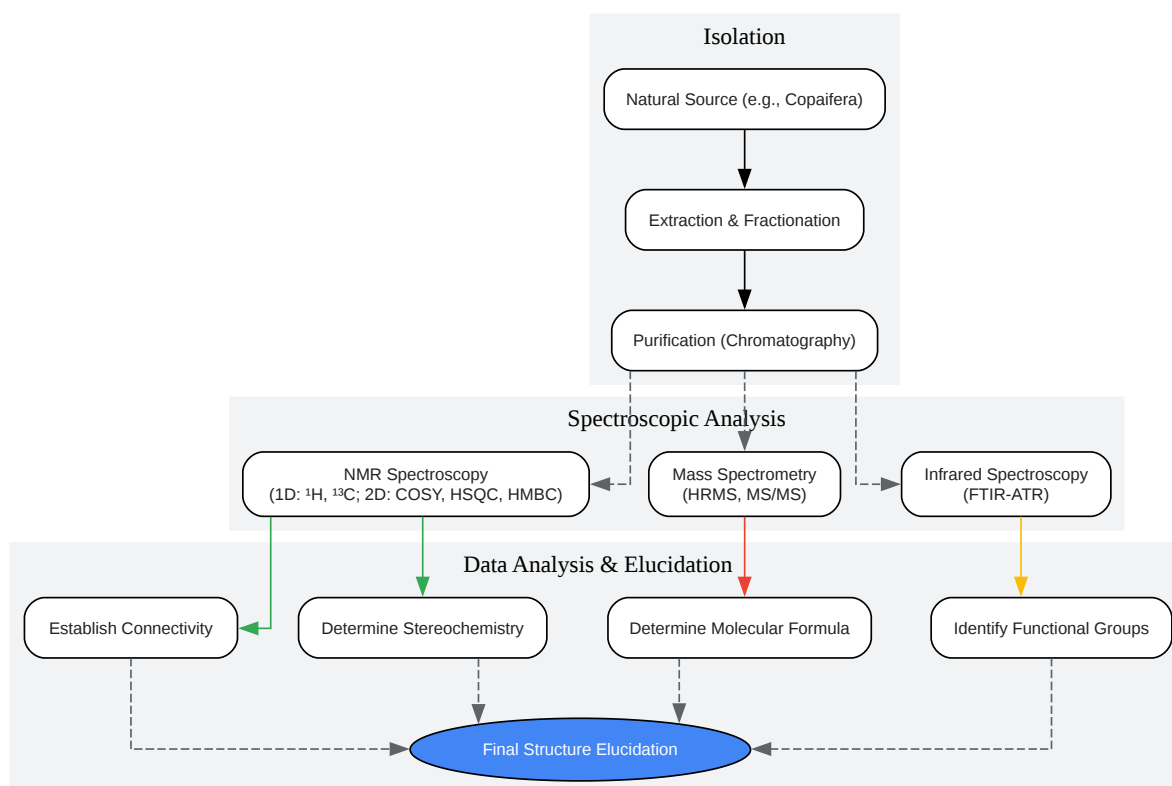 Isolation
Natural Source (e.g., Copaifera)
Extraction & Fractionation
Purification (Chromatography)
Spectroscopic Analysis
NMR Spectroscopy
(1D: ¹H, ¹³C; 2D: COSY, HSQC, HMBC)
Mass Spectrometry
(HRMS, MS/MS)
Infrared Spectroscopy
(FTIR-ATR)
Data Analysis & Elucidation
Establish Connectivity
Determine Stereochemistry
Determine Molecular Formula
Identify Functional Groups
Final Structure Elucidation